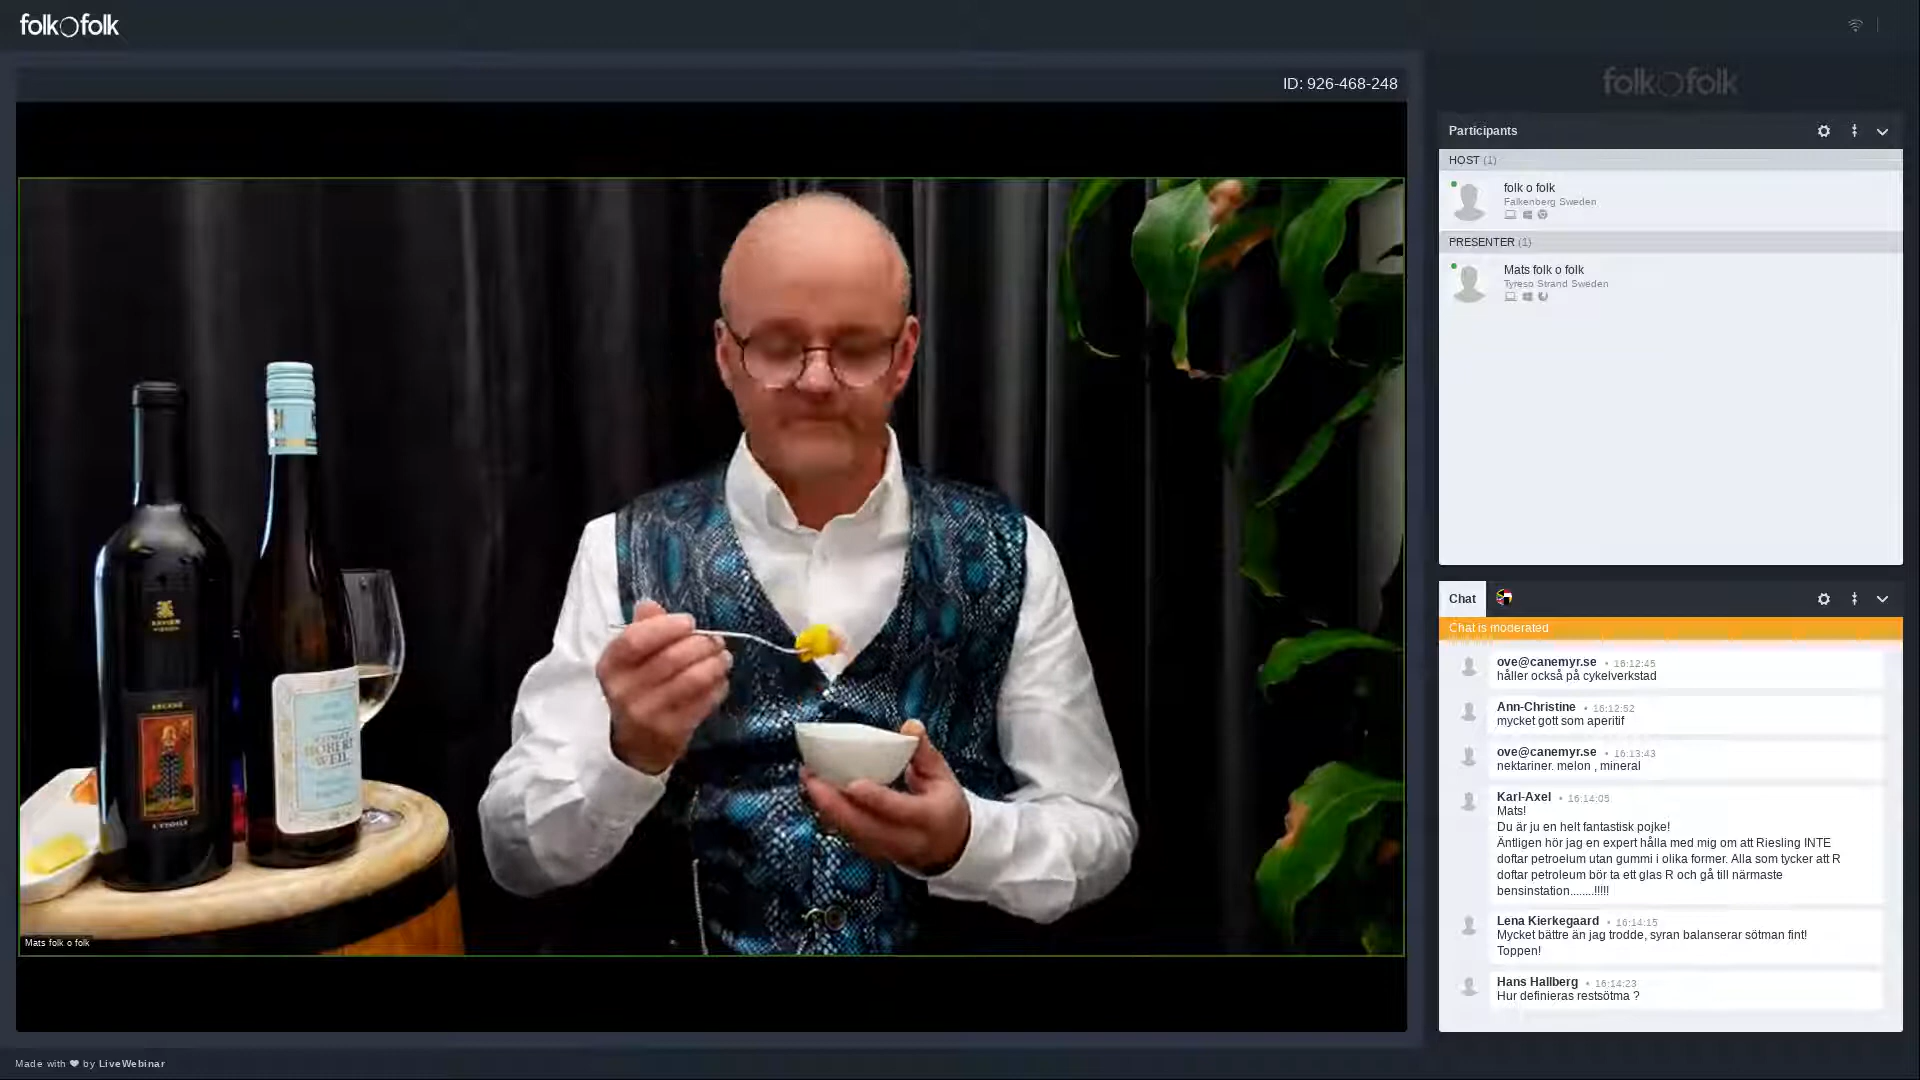 folkofolk
ID: 926-468-248
folkofolk
Participants
HOST (1)
folk o folk
Falkenberg Sweden
PRESENTER (1)
Mats folk o folk
Tyreso Strand Sweden
Chat
Chat is moderated
ove@canemyr.se • 16:12:45
håller också på cykelverkstad
Ann-Christine • 16:12:52
mycket gott som aperitif
ove@canemyr.se • 16:13:43
nektariner. melon , mineral
Karl-Axel • 16:14:05
Mats!
Du är ju en helt fantastisk pojke!
Äntligen hör jag en expert hålla med mig om att Riesling INTE
doftar petroelum utan gummi i olika former. Alla som tycker att R
doftar petroleum bör ta ett glas R och gå till närmaste
bensinstation........!!!!!
Lena Kierkegaard • 16:14:15
Mycket bättre än jag trodde, syran balanserar sötman fint!
Toppen!
Hans Hallberg • 16:14:23
Hur definieras restsötma ?
ARCANE
L'ETOILE
ROBERT
WEIL
Mats folk o folk
Made with ❤ by LiveWebinar